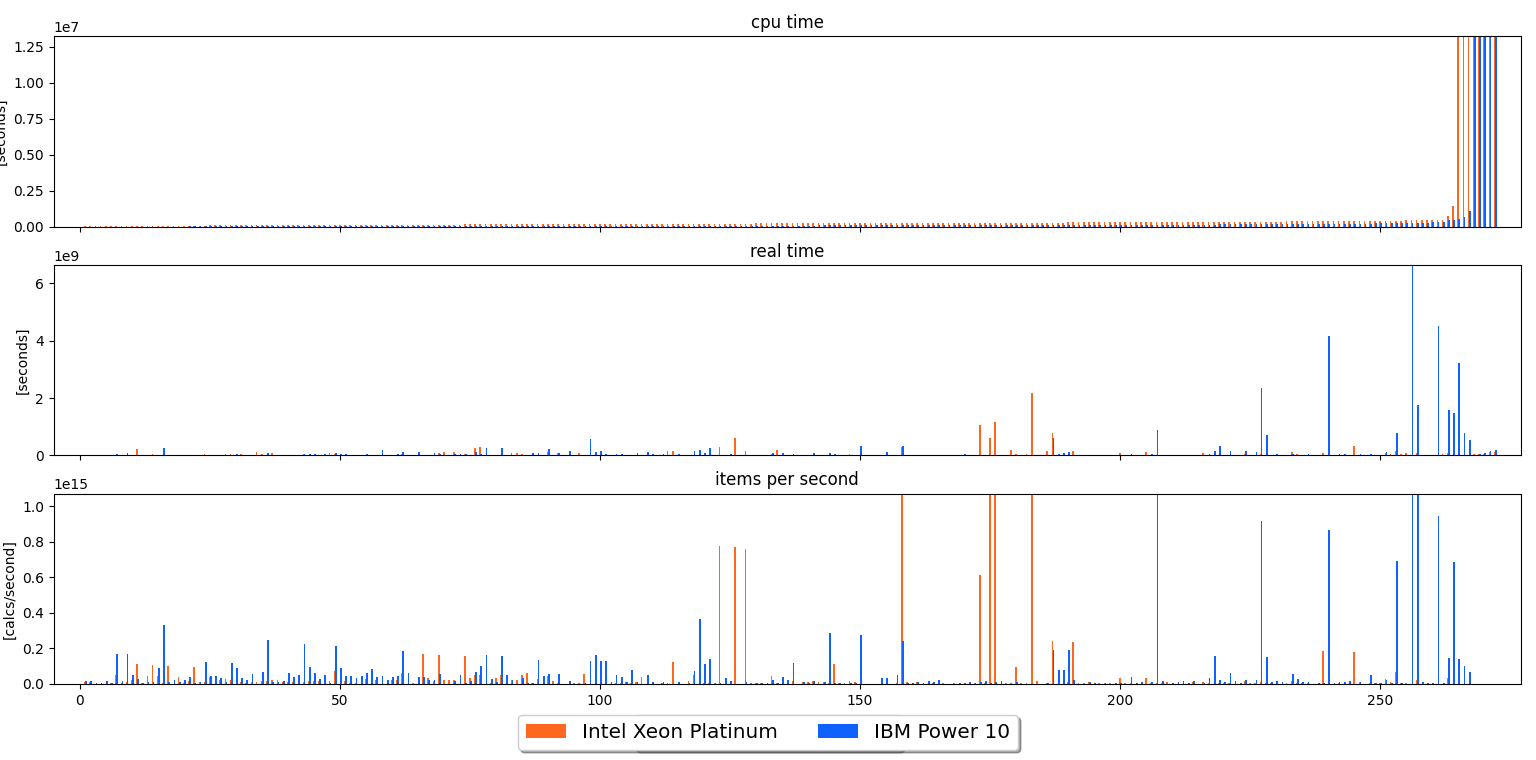 cpu time
1e7
1.25
1.00
0.75
0.50
0.25
0.00
[seconds]
real time
1e9
6
4
2
0
[seconds]
items per second
1e15
1.0
0.8
0.6
0.4
0.2
0.0
[calcs/second]
0 50 100 150 200 250
Intel Xeon Platinum IBM Power 10